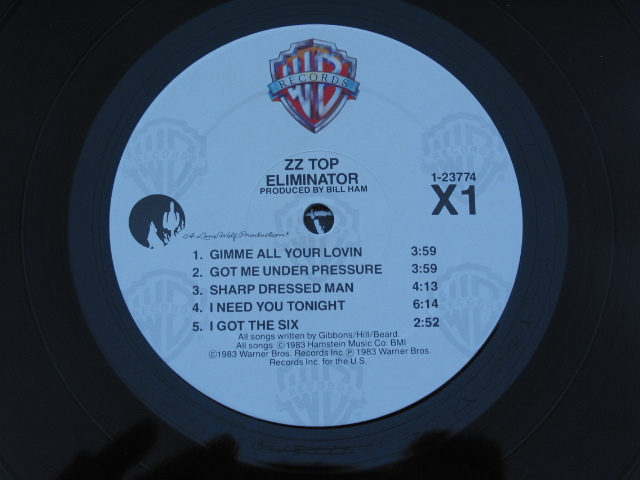 WB
RECORDS
ZZ TOP
ELIMINATOR
PRODUCED BY BILL HAM
1-23774
X1
A Lone Wolf Production
1. GIMME ALL YOUR LOVIN 3:59
2. GOT ME UNDER PRESSURE 3:59
3. SHARP DRESSED MAN 4:13
4. I NEED YOU TONIGHT 6:14
5. I GOT THE SIX 2:52
All songs written by Gibbons/Hill/Beard.
All songs ©1983 Hamstein Music Co. BMI
©1983 Warner Bros. Records Inc. ℗ 1983 Warner Bros.
Records Inc. for the U.S.